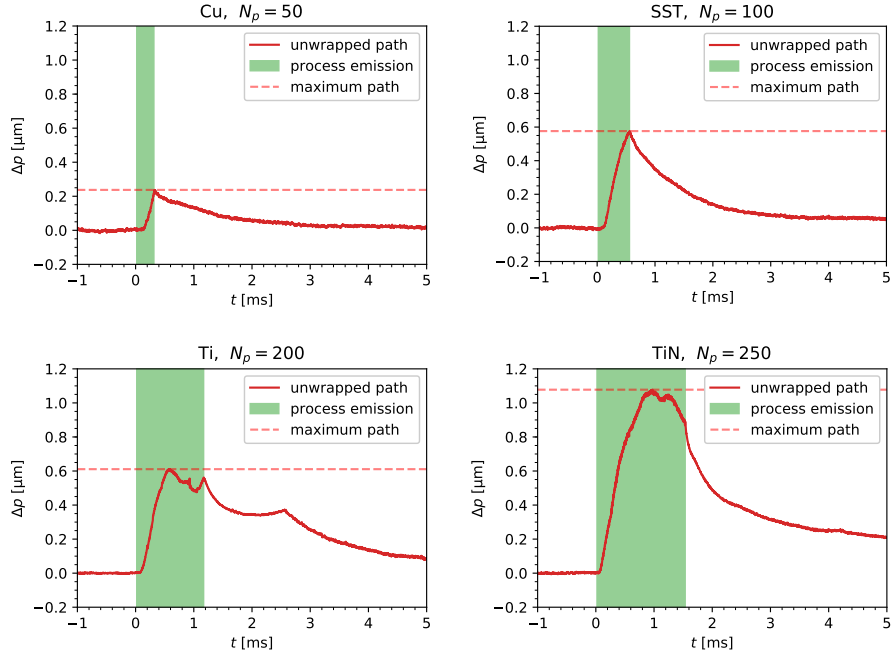 Cu, N_p = 50
unwrapped path
process emission
maximum path
Δp [μm]
1.2
1.0
0.8
0.6
0.4
0.2
0.0
−0.2
−1 0 1 2 3 4 5
t [ms]
SST, N_p = 100
unwrapped path
process emission
maximum path
Δp [μm]
1.2
1.0
0.8
0.6
0.4
0.2
0.0
−0.2
−1 0 1 2 3 4 5
t [ms]
Ti, N_p = 200
unwrapped path
process emission
maximum path
Δp [μm]
1.2
1.0
0.8
0.6
0.4
0.2
0.0
−0.2
−1 0 1 2 3 4 5
t [ms]
TiN, N_p = 250
unwrapped path
process emission
maximum path
Δp [μm]
1.2
1.0
0.8
0.6
0.4
0.2
0.0
−0.2
−1 0 1 2 3 4 5
t [ms]